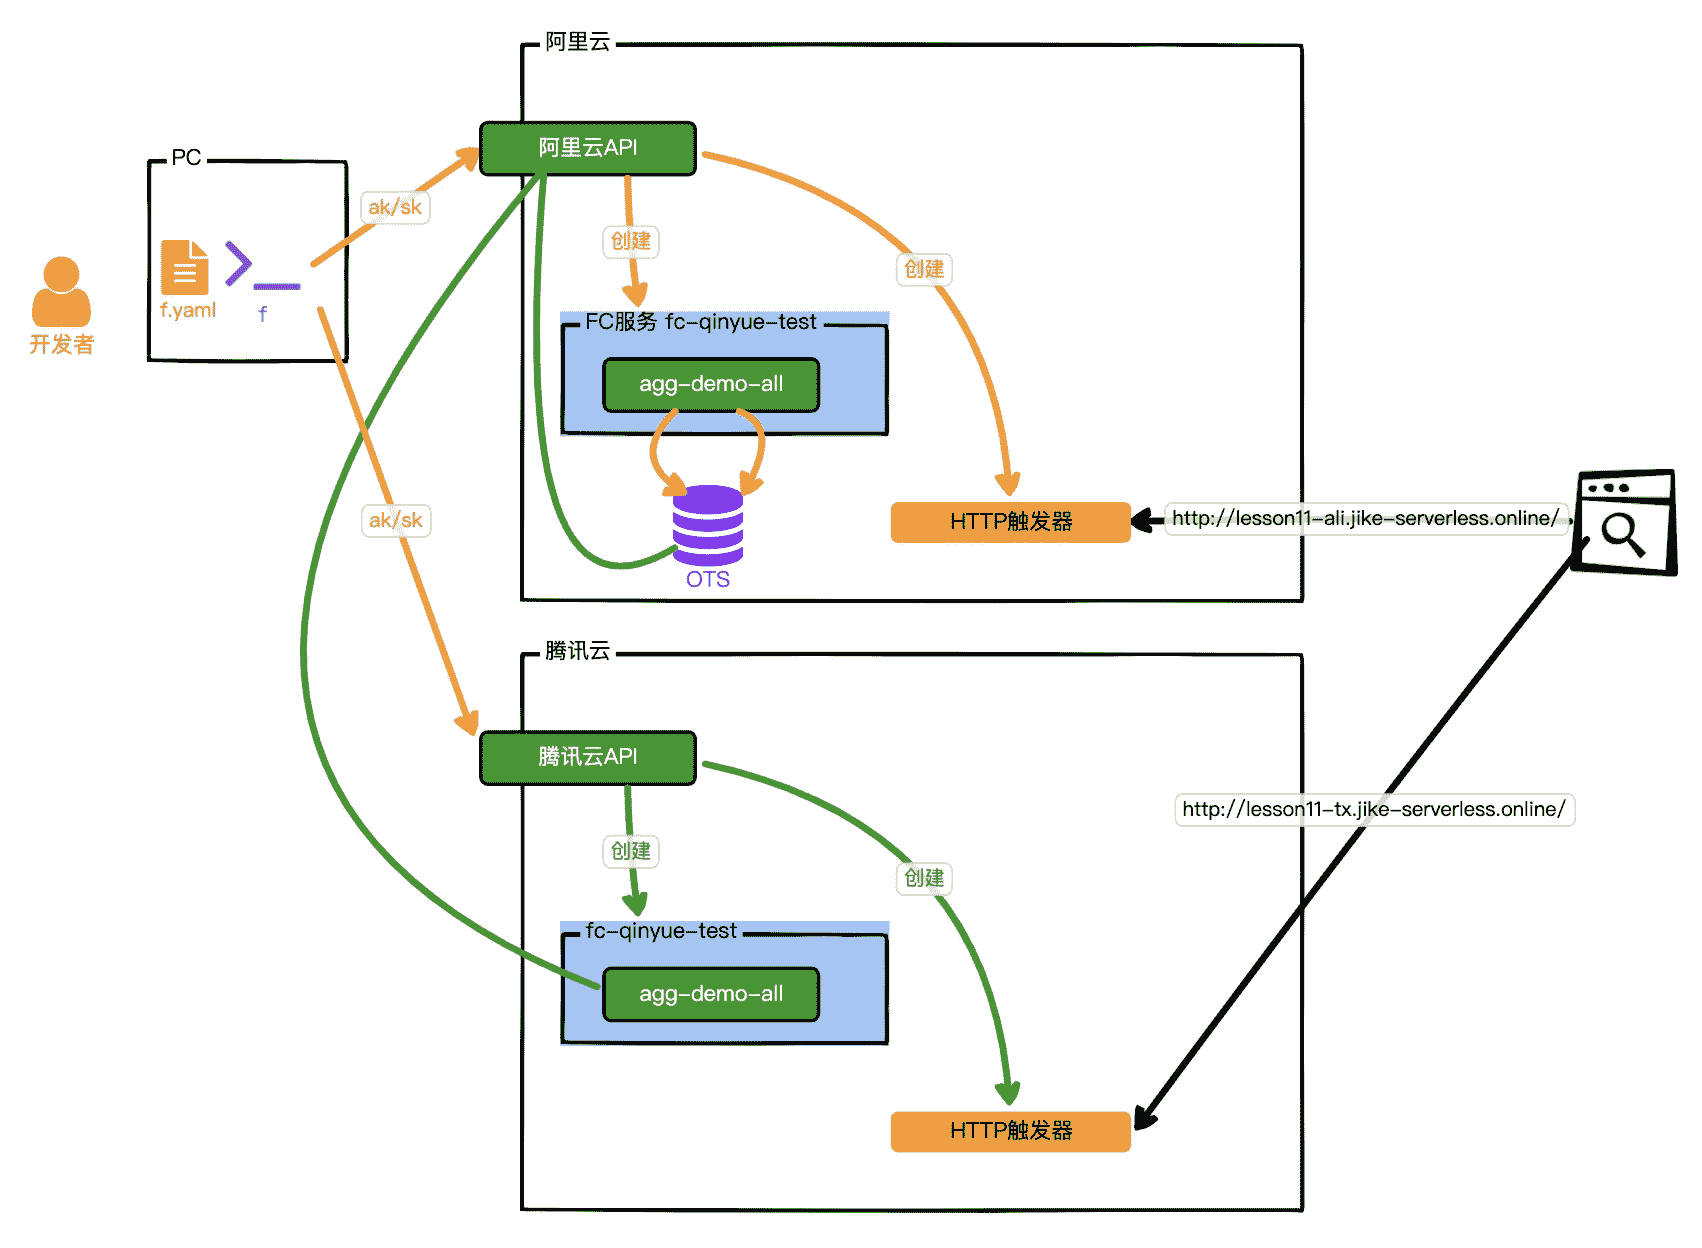 阿里云
PC
阿里云API
ak/sk
创建
创建
f.yaml
f
开发者
FC服务 fc-qinyue-test
agg-demo-all
HTTP触发器
http://lesson11-ali.jike-serverless.online/
ak/sk
OTS
腾讯云
腾讯云API
http://lesson11-tx.jike-serverless.online/
创建
创建
fc-qinyue-test
agg-demo-all
HTTP触发器